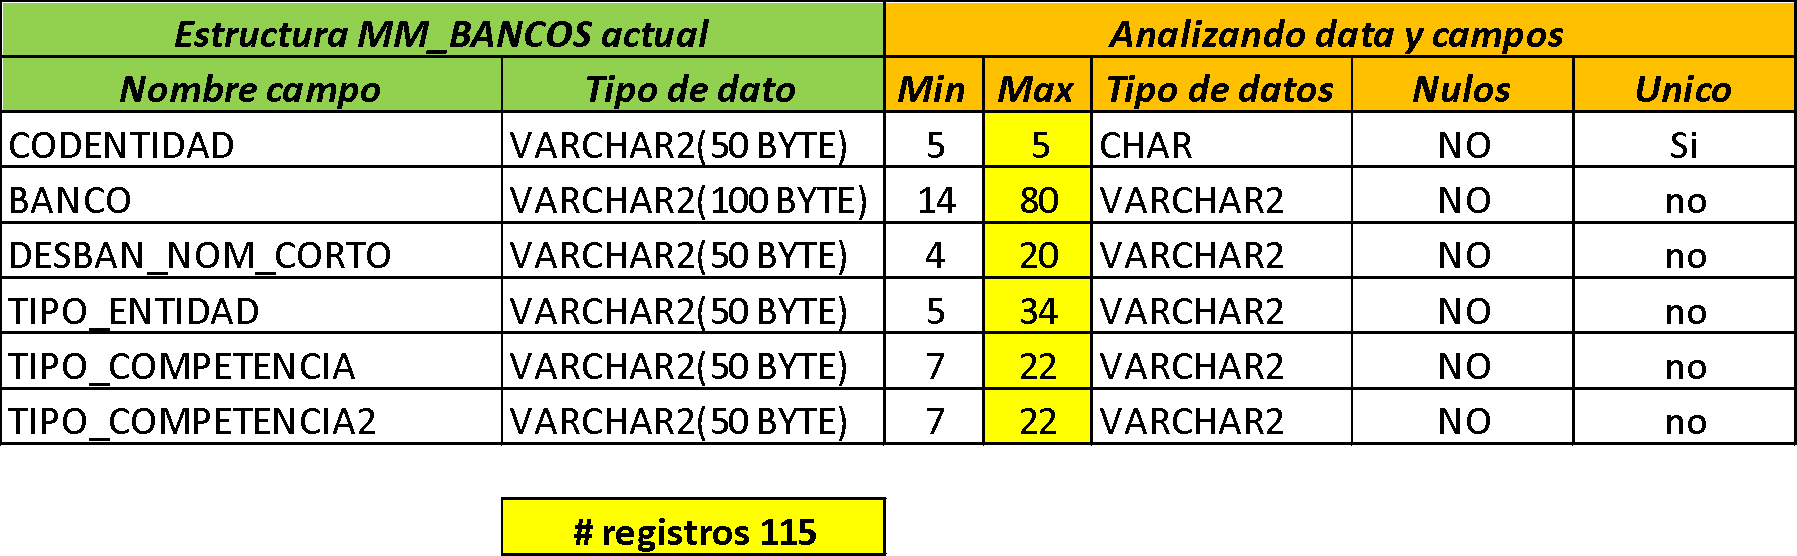 Estructura MM_BANCOS actual Analizando data y campos
Nombre campo Tipo de dato Min Max Tipo de datos Nulos Unico
CODENTIDAD VARCHAR2(50 BYTE) 5 5 CHAR NO Si
BANCO VARCHAR2(100 BYTE) 14 80 VARCHAR2 NO no
DESBAN_NOM_CORTO VARCHAR2(50 BYTE) 4 20 VARCHAR2 NO no
TIPO_ENTIDAD VARCHAR2(50 BYTE) 5 34 VARCHAR2 NO no
TIPO_COMPETENCIA VARCHAR2(50 BYTE) 7 22 VARCHAR2 NO no
TIPO_COMPETENCIA2 VARCHAR2(50 BYTE) 7 22 VARCHAR2 NO no
# registros 115